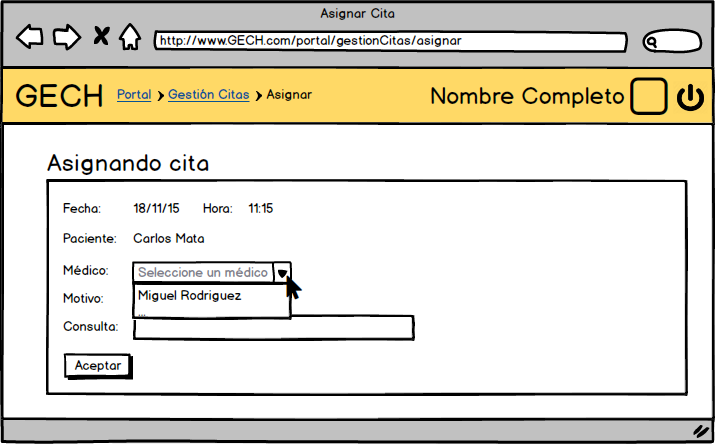 Asignar Cita
http://www.GECH.com/portal/gestionCitas/asignar
GECH Portal > Gestión Citas > Asignar Nombre Completo
Asignando cita
Fecha: 18/11/15 Hora: 11:15
Paciente: Carlos Mata
Médico: Seleccione un médico
Miguel Rodriguez
Motivo:
...
Consulta:
Aceptar